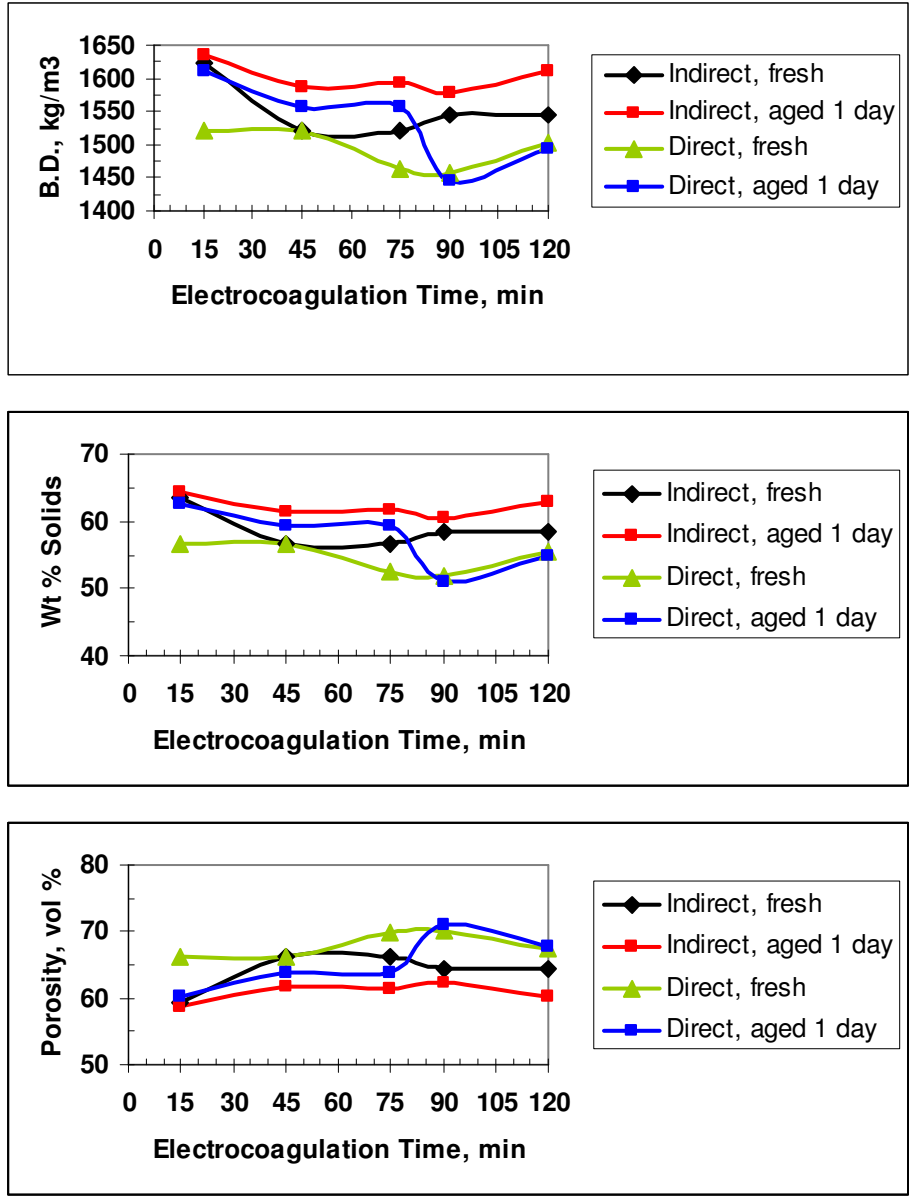 1650
1600
1550
1500
1450
1400
B.D., kg/m3
0 15 30 45 60 75 90 105 120
Electrocoagulation Time, min
Indirect, fresh
Indirect, aged 1 day
Direct, fresh
Direct, aged 1 day
70
60
50
40
Wt % Solids
0 15 30 45 60 75 90 105 120
Electrocoagulation Time, min
Indirect, fresh
Indirect, aged 1 day
Direct, fresh
Direct, aged 1 day
80
70
60
50
Porosity, vol %
0 15 30 45 60 75 90 105 120
Electrocoagulation Time, min
Indirect, fresh
Indirect, aged 1 day
Direct, fresh
Direct, aged 1 day